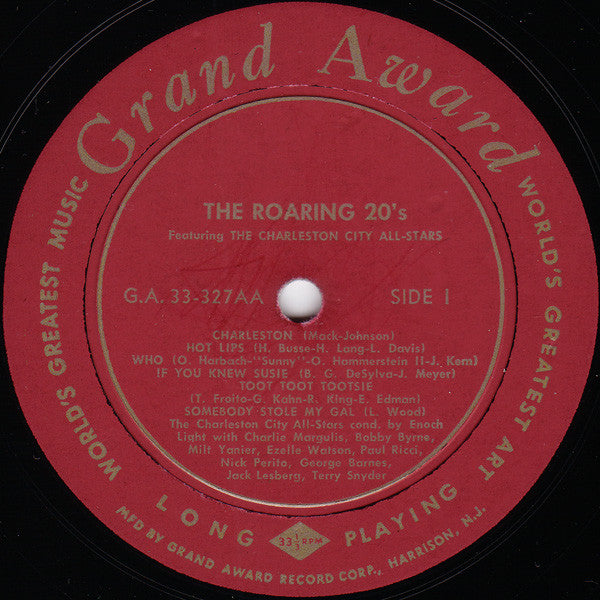 Grand Award
WORLD'S GREATEST MUSIC
WORLD'S GREATEST ART
THE ROARING 20's
Featuring THE CHARLESTON CITY ALL-STARS
G.A. 33-327AA
SIDE I
CHARLESTON (Mack-Johnson)
HOT LIPS (H. Busse-H. Lang-L. Davis)
WHO (O. Harbach-"Sunny"-O. Hammerstein II-J. Kern)
IF YOU KNEW SUSIE (B. G. DeSylva-J. Meyer)
TOOT TOOT TOOTSIE
(T. Fraito-G. Kahn-R. King-E. Edman)
SOMEBODY STOLE MY GAL (L. Wood)
The Charleston City All-Stars cond. by Enoch
Light with Charlie Margulis, Bobby Byrne,
Milt Yanier, Ezelle Watson, Paul Ricci,
Nick Perito, George Barnes,
Jack Lesberg, Terry Snyder
LONG PLAYING
33⅓ RPM
MFD BY GRAND AWARD RECORD CORP., HARRISON, N.J.